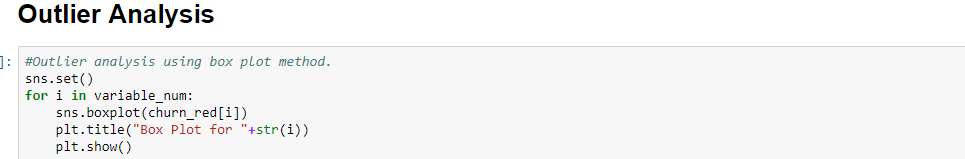 Outlier Analysis
]: #Outlier analysis using box plot method.
sns.set()
for i in variable_num:
    sns.boxplot(churn_red[i])
    plt.title("Box Plot for "+str(i))
    plt.show()